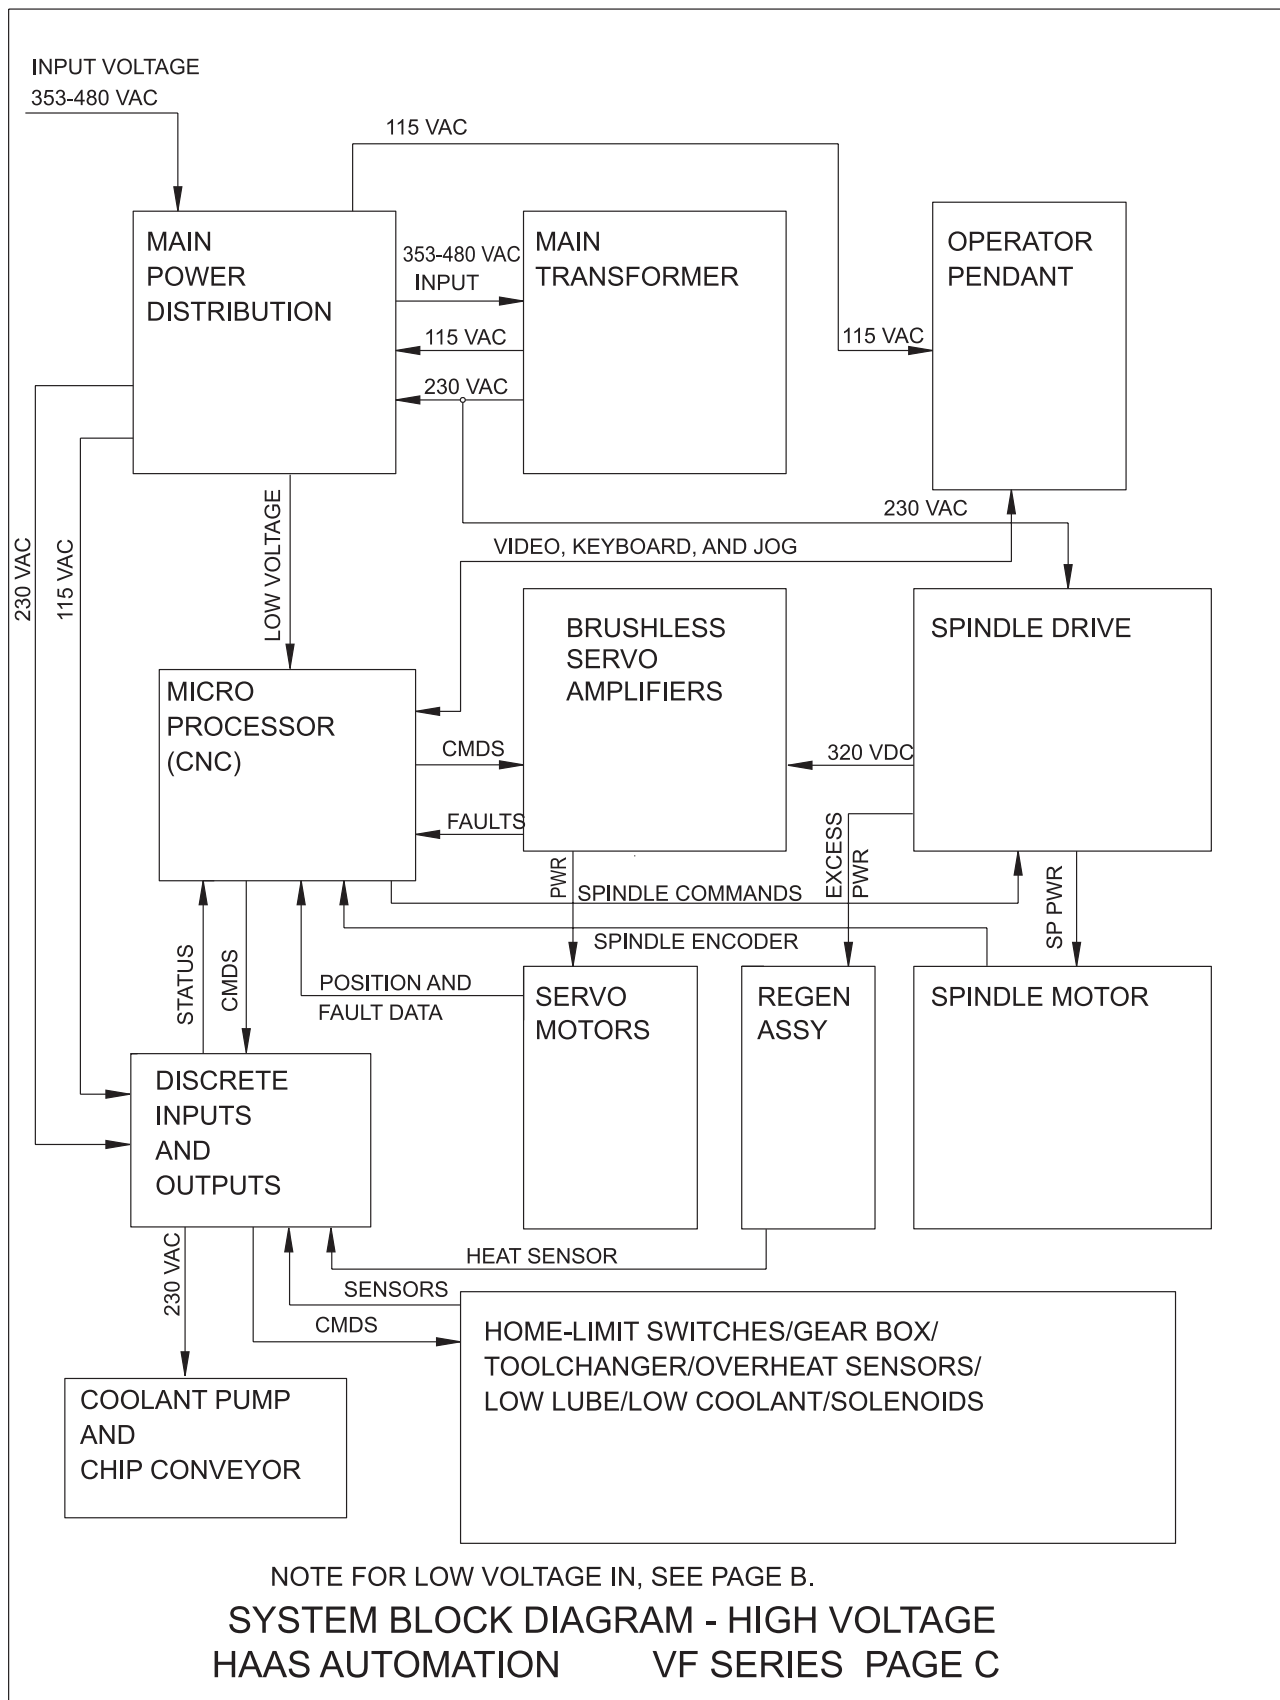 INPUT VOLTAGE
353-480 VAC
115 VAC
MAIN
POWER
DISTRIBUTION
353-480 VAC
INPUT
115 VAC
230 VAC
MAIN
TRANSFORMER
OPERATOR
PENDANT
115 VAC
230 VAC
VIDEO, KEYBOARD, AND JOG
230 VAC
115 VAC
LOW VOLTAGE
BRUSHLESS
SERVO
AMPLIFIERS
SPINDLE DRIVE
MICRO
PROCESSOR
(CNC)
CMDS
320 VDC
FAULTS
PWR
EXCESS
PWR
SPINDLE COMMANDS
SP PWR
SPINDLE ENCODER
STATUS
CMDS
POSITION AND
FAULT DATA
SERVO
MOTORS
REGEN
ASSY
SPINDLE MOTOR
DISCRETE
INPUTS
AND
OUTPUTS
230 VAC
HEAT SENSOR
SENSORS
CMDS
HOME-LIMIT SWITCHES/GEAR BOX/
TOOLCHANGER/OVERHEAT SENSORS/
LOW LUBE/LOW COOLANT/SOLENOIDS
COOLANT PUMP
AND
CHIP CONVEYOR
NOTE FOR LOW VOLTAGE IN, SEE PAGE B.
SYSTEM BLOCK DIAGRAM - HIGH VOLTAGE
HAAS AUTOMATION VF SERIES PAGE C